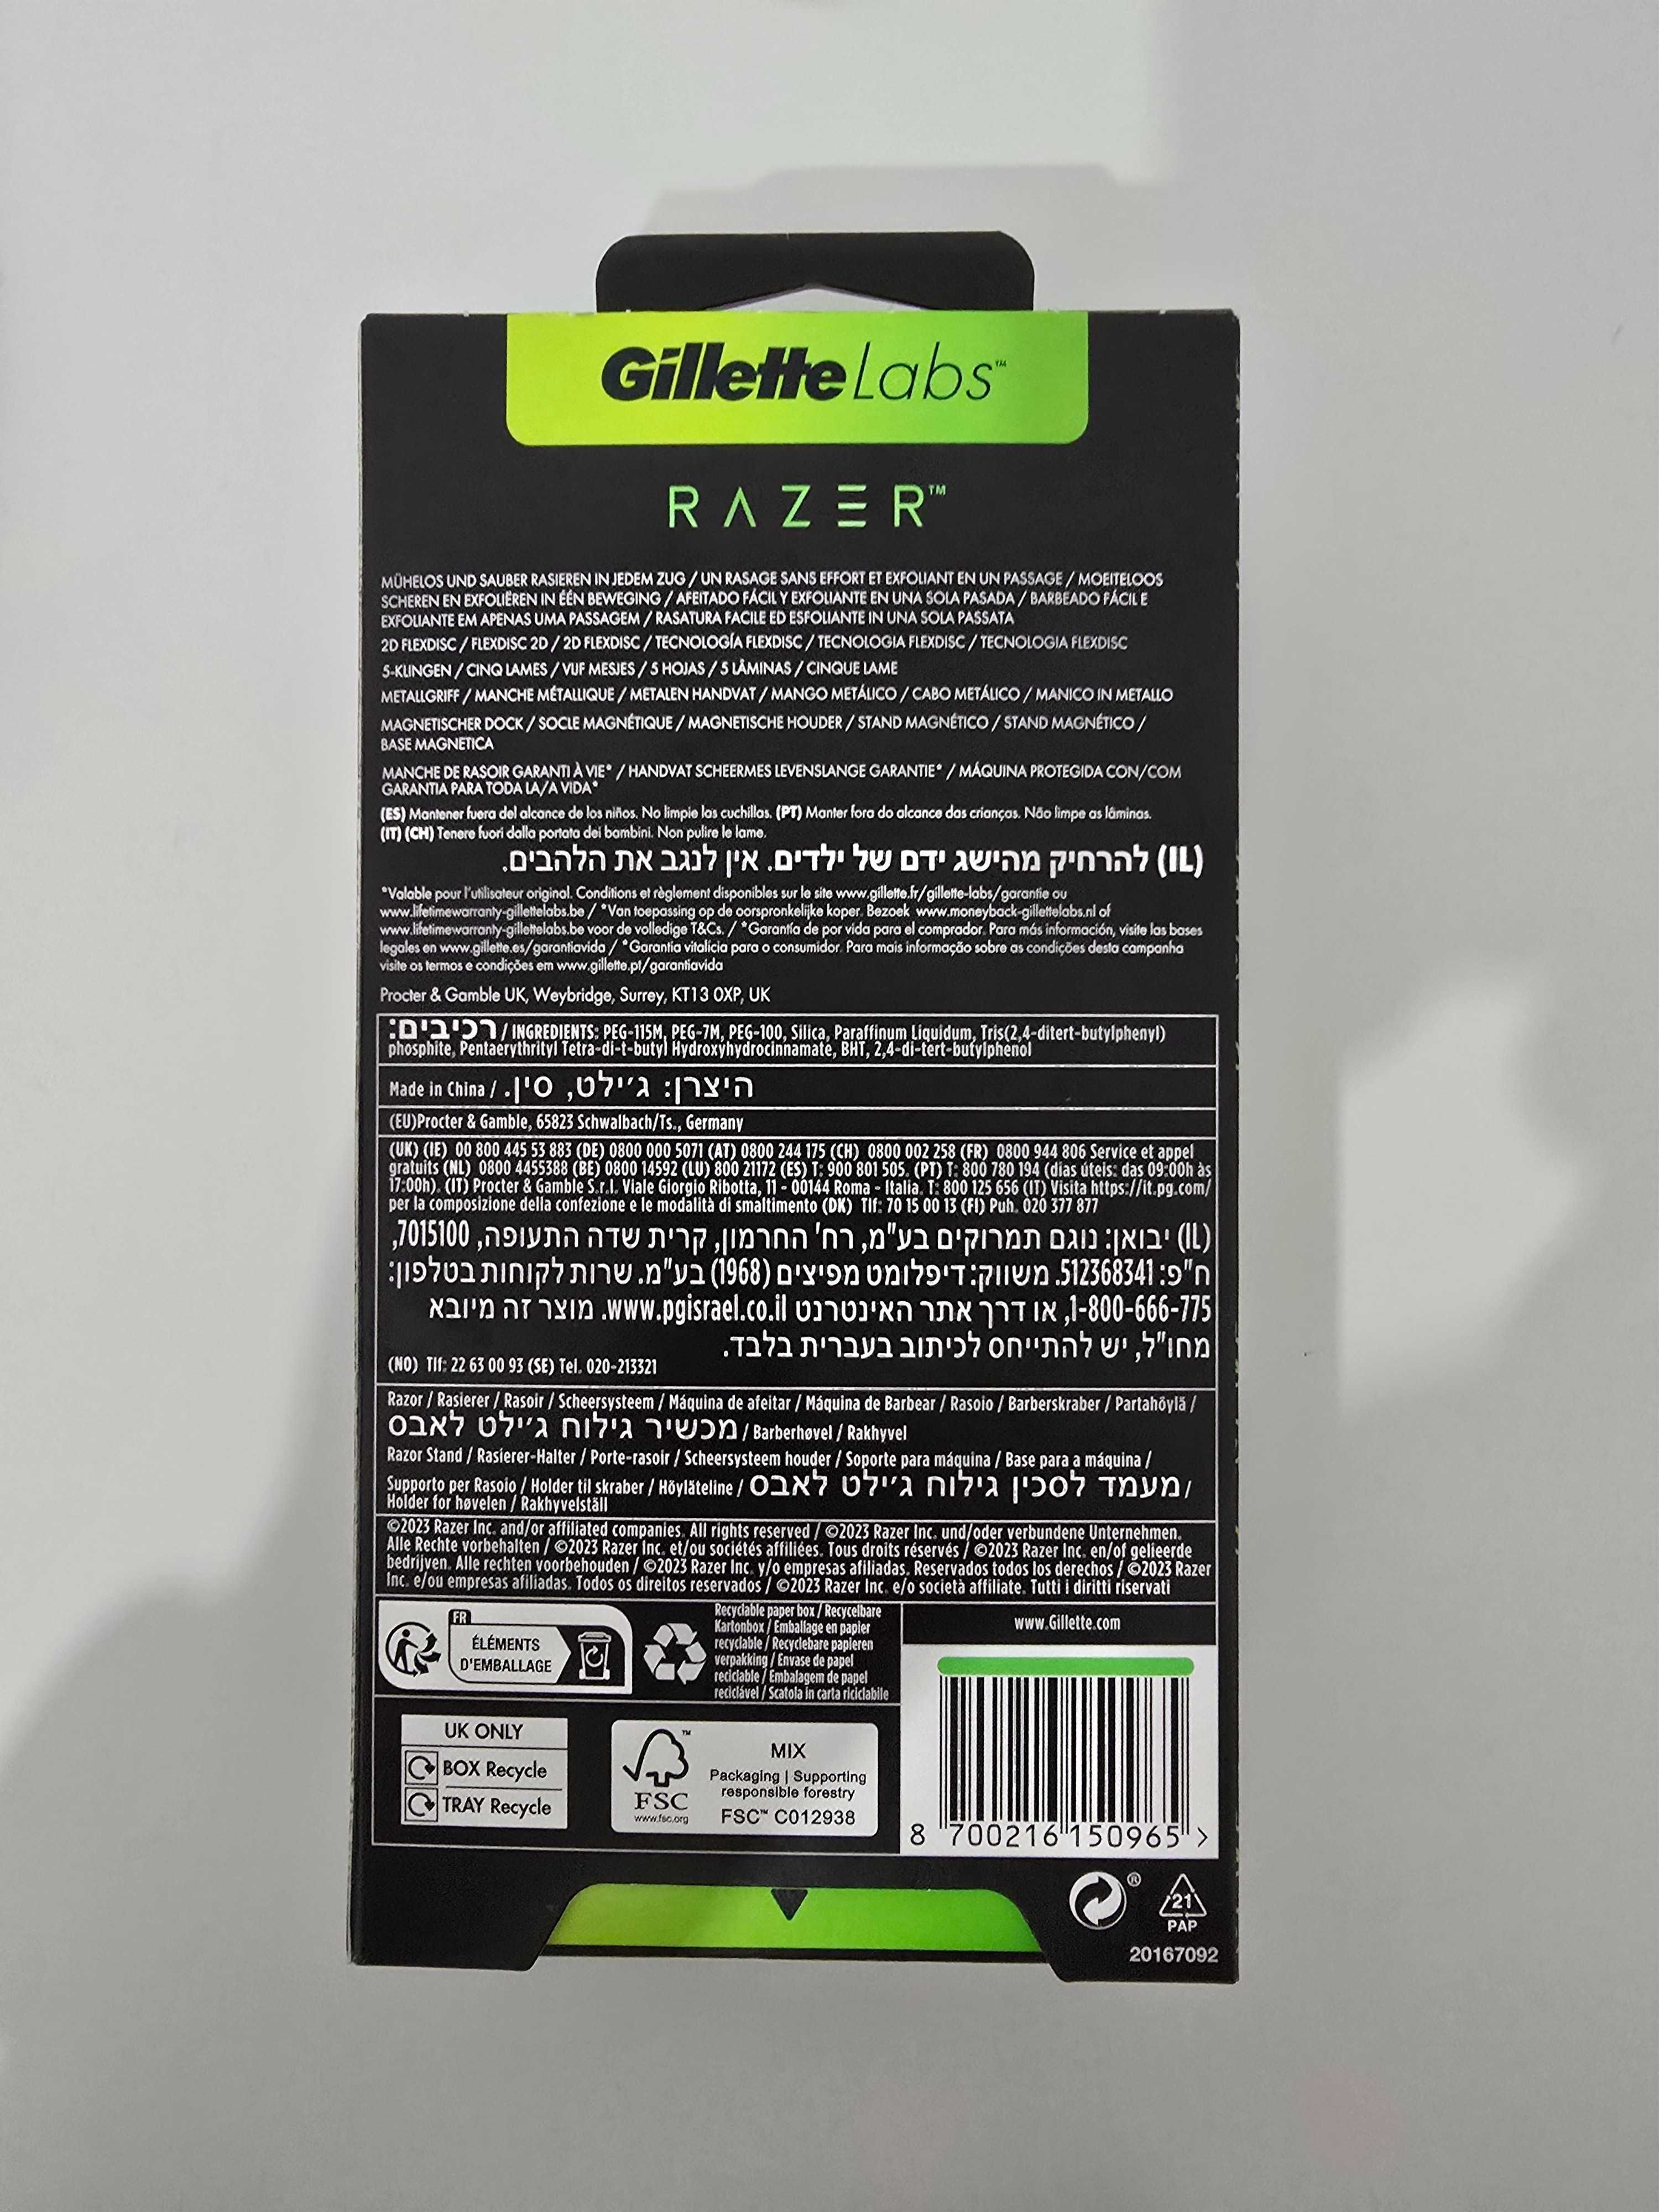 GilletteLabs™
RAZER™
MÜHELOS UND SAUBER RASIEREN IN JEDEM ZUG / UN RASAGE SANS EFFORT ET EXFOLIANT EN UN PASSAGE / MOEITELOOS
SCHEREN EN EXFOLIËREN IN ÉÉN BEWEGING / AFEITADO FÁCIL Y EXFOLIANTE EN UNA SOLA PASADA / BARBEADO FÁCIL E
EXFOLIANTE EM APENAS UMA PASSAGEM / RASATURA FACILE ED ESFOLIANTE IN UNA SOLA PASSATA
2D FLEXDISC / FLEXDISC 2D / 2D FLEXDISC / TECNOLOGÍA FLEXDISC / TECNOLOGIA FLEXDISC / TECNOLOGIA FLEXDISC
5-KLINGEN / CINQ LAMES / VIJF MESJES / 5 HOJAS / 5 LÂMINAS / CINQUE LAME
METALLGRIFF / MANCHE MÉTALLIQUE / METALEN HANDVAT / MANGO METÁLICO / CABO METÁLICO / MANICO IN METALLO
MAGNETISCHER DOCK / SOCLE MAGNÉTIQUE / MAGNETISCHE HOUDER / STAND MAGNÉTICO / STAND MAGNÉTICO /
BASE MAGNETICA
MANCHE DE RASOIR GARANTI À VIE* / HANDVAT SCHEERMES LEVENSLANGE GARANTIE* / MÁQUINA PROTEGIDA CON/COM
GARANTIA PARA TODA LA/A VIDA*
(ES) Mantener fuera del alcance de los niños. No limpie las cuchillas. (PT) Manter fora do alcance das crianças. Não limpe as lâminas.
(IT) (CH) Tenere fuori dalla portata dei bambini. Non pulire le lame.
(IL) להרחיק מהישג ידם של ילדים. אין לנגב את הלהבים.
*Valable pour l'utilisateur original. Conditions et règlement disponibles sur le site www.gillette.fr/gillette-labs/garantie ou
www.lifetimewarranty-gillettelabs.be / *Van toepassing op de oorspronkelijke koper. Bezoek www.moneyback-gillettelabs.nl of
www.lifetimewarranty-gillettelabs.be voor de volledige T&Cs. / *Garantía de por vida para el comprador. Para más información, visite las bases
legales en www.gillette.es/garantiavida / *Garantia vitalícia para o consumidor. Para mais informação sobre as condições desta campanha
visite os termos e condições em www.gillette.pt/garantiavida
Procter & Gamble UK, Weybridge, Surrey, KT13 0XP, UK
רכיבים: / INGREDIENTS: PEG-115M, PEG-7M, PEG-100, Silica, Paraffinum Liquidum, Tris(2,4-ditert-butylphenyl)
phosphite, Pentaerythrityl Tetra-di-t-butyl Hydroxyhydrocinnamate, BHT, 2,4-di-tert-butylphenol
Made in China / היצרן: ג'ילט, סין.
(EU)Procter & Gamble, 65823 Schwalbach/Ts., Germany
(UK) (IE) 00 800 445 53 883 (DE) 0800 000 5071 (AT) 0800 244 175 (CH) 0800 002 258 (FR) 0800 944 806 Service et appel
gratuits (NL) 0800 4455388 (BE) 0800 14592 (LU) 800 21172 (ES) T: 900 801 505. (PT) T: 800 780 194 (dias úteis: das 09:00h às
17:00h). (IT) Procter & Gamble S.r.l. Viale Giorgio Ribotta, 11 - 00144 Roma - Italia. T: 800 125 656 (IT) Visita https://it.pg.com/
per la composizione della confezione e le modalità di smaltimento (DK) Tlf: 70 15 00 13 (FI) Puh. 020 377 877
(IL) יבואן: נוגם תמרוקים בע"מ, רח' החרמון, קרית שדה התעופה, 7015100,
ח"פ: 512368341. משווק: דיפלומט מפיצים (1968) בע"מ. שרות לקוחות בטלפון:
1-800-666-775, או דרך אתר האינטרנט www.pgisrael.co.il. מוצר זה מיובא
מחו"ל, יש להתייחס לכיתוב בעברית בלבד.
(NO) Tlf: 22 63 00 93 (SE) Tel. 020-213321
Razor / Rasierer / Rasoir / Scheersysteem / Máquina de afeitar / Máquina de Barbear / Rasoio / Barberskraber / Partahöylä /
מכשיר גילוח ג'ילט לאבס / Barberhøvel / Rakhyvel
Razor Stand / Rasierer-Halter / Porte-rasoir / Scheersysteem houder / Soporte para máquina / Base para a máquina /
Supporto per Rasoio / Holder til skraber / Höyläteline / מעמד לסכין גילוח ג'ילט לאבס /
Holder for høvelen / Rakhyvelställ
©2023 Razer Inc. and/or affiliated companies. All rights reserved / ©2023 Razer Inc. und/oder verbundene Unternehmen.
Alle Rechte vorbehalten / ©2023 Razer Inc. et/ou sociétés affiliées. Tous droits réservés / ©2023 Razer Inc. en/of gelieerde
bedrijven. Alle rechten voorbehouden / ©2023 Razer Inc. y/o empresas afiliadas. Reservados todos los derechos / ©2023 Razer
Inc. e/ou empresas afiliadas. Todos os direitos reservados / ©2023 Razer Inc. e/o società affiliate. Tutti i diritti riservati
FR
ÉLÉMENTS
D'EMBALLAGE
Recyclable paper box / Recycelbare
Kartonbox / Emballage en papier
recyclable / Recyclebare papieren
verpakking / Envase de papel
reciclable / Embalagem de papel
reciclável / Scatola in carta riciclabile
www.Gillette.com
UK ONLY
BOX Recycle
TRAY Recycle
FSC™
www.fsc.org
MIX
Packaging | Supporting
responsible forestry
FSC™ C012938
8 700216 150965 >
®
21
PAP
20167092